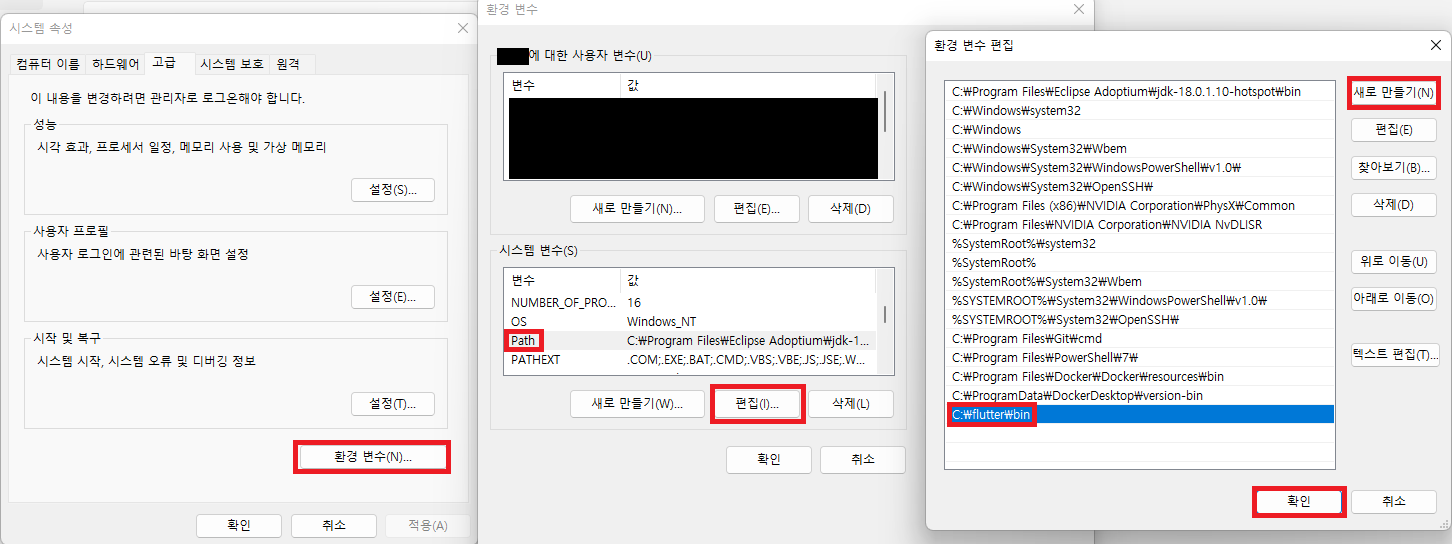 시스템 속성
컴퓨터 이름
하드웨어
고급
시스템 보호
원격
이 내용을 변경하려면 관리자로 로그온해야 합니다.
성능
시각 효과, 프로세서 일정, 메모리 사용 및 가상 메모리
설정(S)...
사용자 프로필
사용자 로그인에 관련된 바탕 화면 설정
설정(E)...
시작 및 복구
시스템 시작, 시스템 오류 및 디버깅 정보
설정(T)...
환경 변수(N)...
확인
취소
적용(A)
환경 변수
에 대한 사용자 변수(U)
변수 값
새로 만들기(N)...
편집(E)...
삭제(D)
시스템 변수(S)
변수 값
NUMBER_OF_PRO... 16
OS Windows_NT
Path C:₩Program Files₩Eclipse Adoptium₩jdk-1...
PATHEXT .COM;.EXE;.BAT;.CMD;.VBS;.VBE;.JS;.JSE;.W...
새로 만들기(W)...
편집(I)...
삭제(L)
확인
취소
환경 변수 편집
C:₩Program Files₩Eclipse Adoptium₩jdk-18.0.1.10-hotspot₩bin
C:₩Windows₩system32
C:₩Windows
C:₩Windows₩System32₩Wbem
C:₩Windows₩System32₩WindowsPowerShell₩v1.0₩
C:₩Windows₩System32₩OpenSSH₩
C:₩Program Files (x86)₩NVIDIA Corporation₩PhysX₩Common
C:₩Program Files₩NVIDIA Corporation₩NVIDIA NvDLISR
%SystemRoot%₩system32
%SystemRoot%
%SystemRoot%₩System32₩Wbem
%SYSTEMROOT%₩System32₩WindowsPowerShell₩v1.0₩
%SYSTEMROOT%₩System32₩OpenSSH₩
C:₩Program Files₩Git₩cmd
C:₩Program Files₩PowerShell₩7₩
C:₩Program Files₩Docker₩Docker₩resources₩bin
C:₩ProgramData₩DockerDesktop₩version-bin
C:₩flutter₩bin
새로 만들기(N)
편집(E)
찾아보기(B)...
삭제(D)
위로 이동(U)
아래로 이동(O)
텍스트 편집(T)...
확인
취소